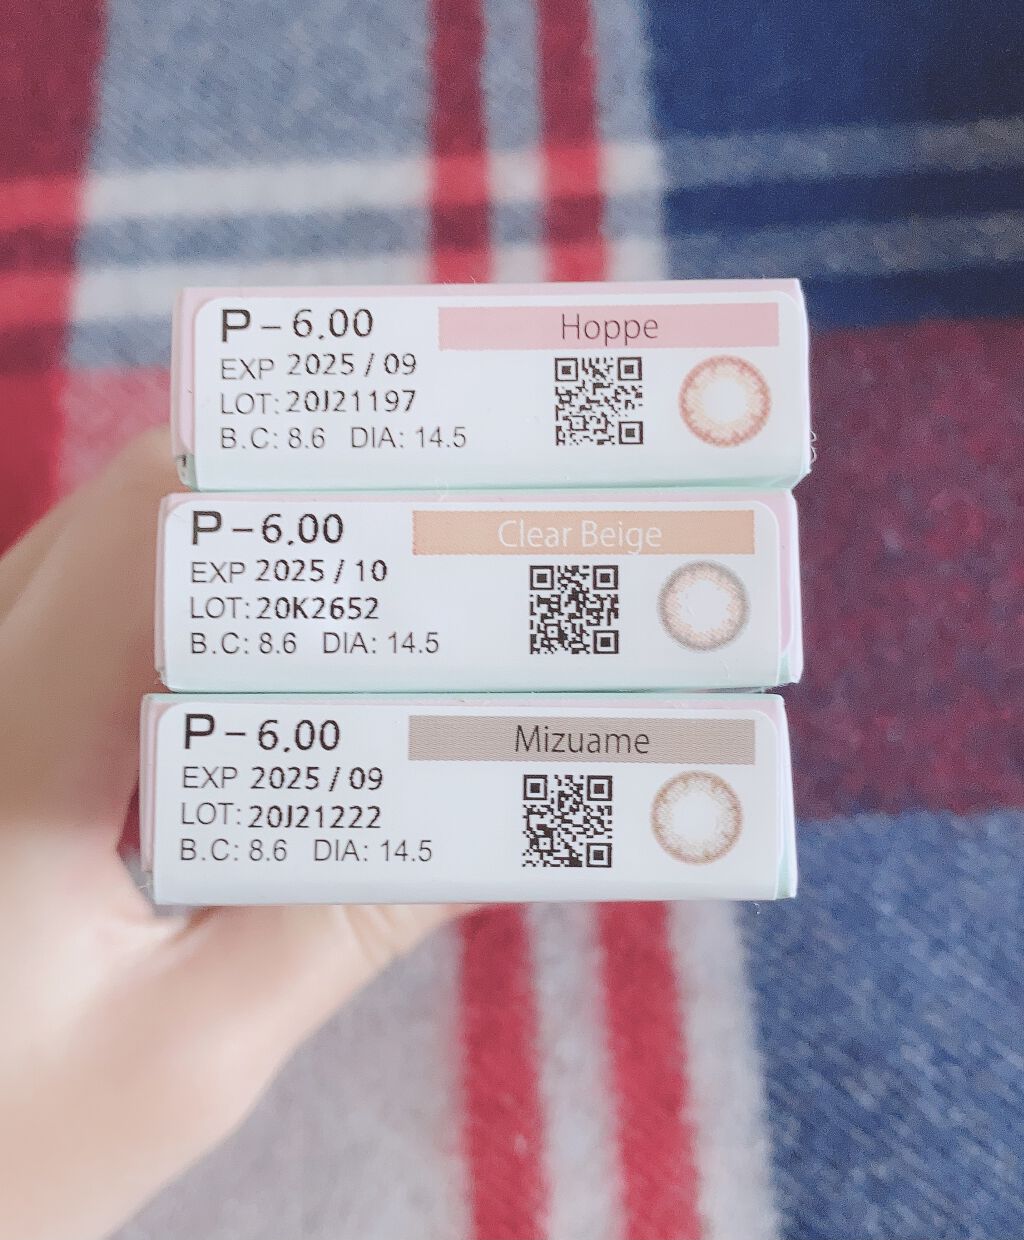 P – 6.00 Hoppe
EXP 2025 / 09
LOT: 20J21197
B.C: 8.6 DIA: 14.5
P – 6.00 Clear Beige
EXP 2025 / 10
LOT: 20K2652
B.C: 8.6 DIA: 14.5
P – 6.00 Mizuame
EXP 2025 / 09
LOT: 20J21222
B.C: 8.6 DIA: 14.5